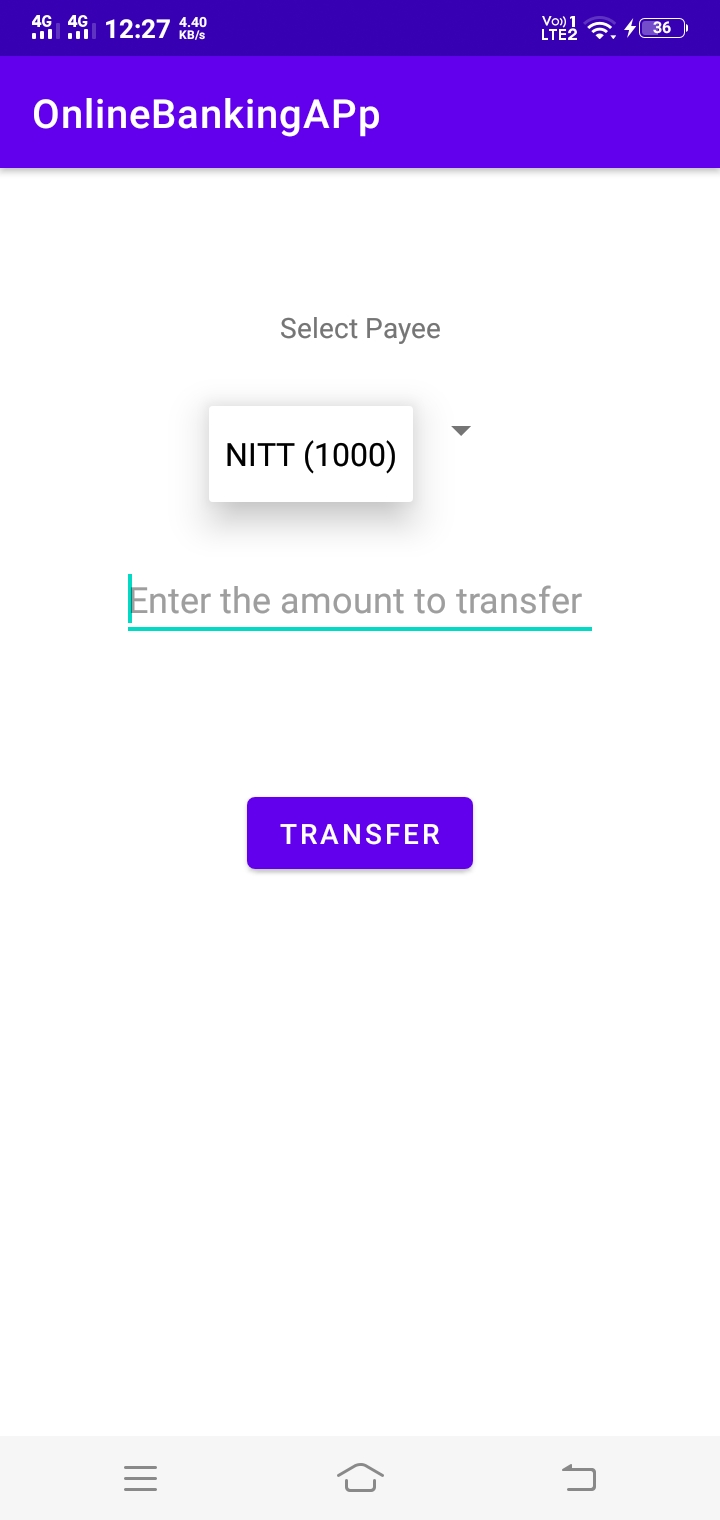 4G 4G 12:27 4.40 KB/s Vo)) 1 LTE2 36
OnlineBankingAPp
Select Payee
NITT (1000)
Enter the amount to transfer
TRANSFER